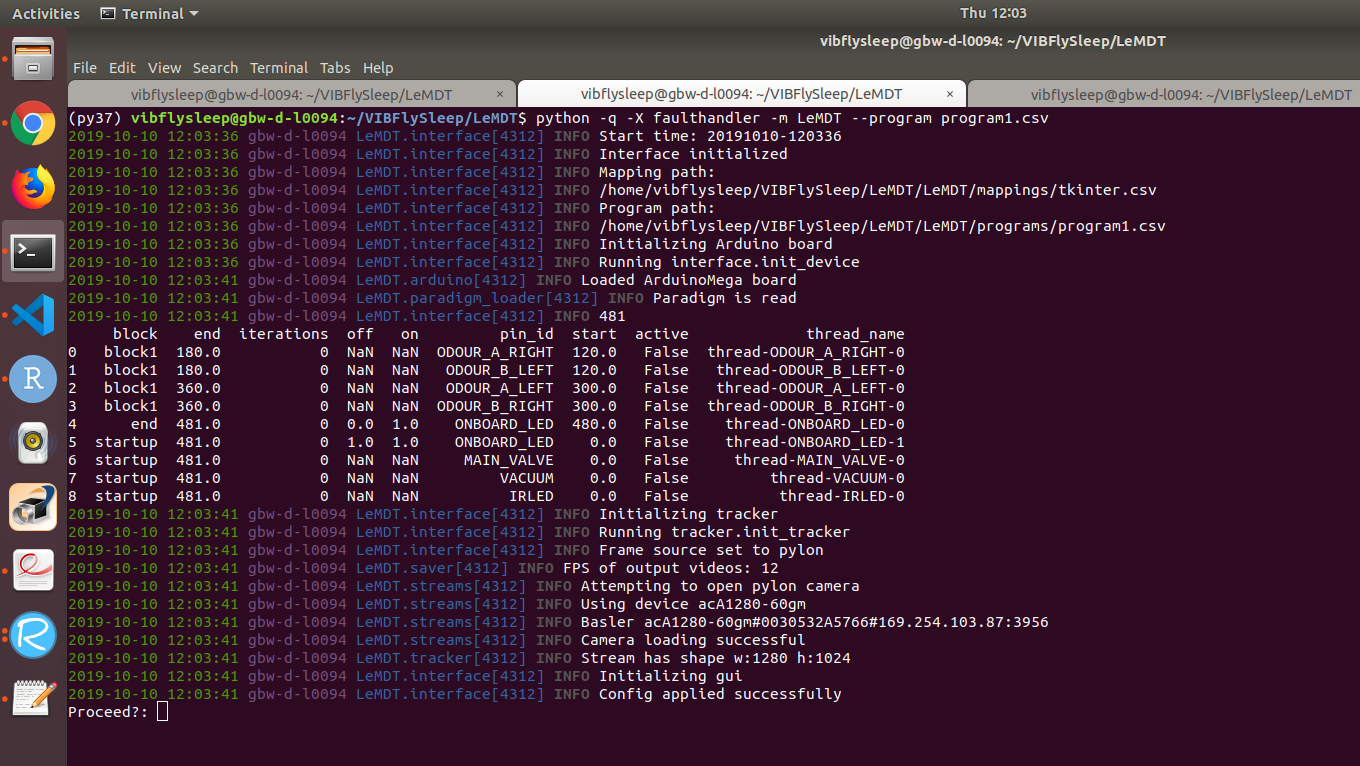 Activities Terminal Thu 12:03
vibflysleep@gbw-d-l0094: ~/VIBFlySleep/LeMDT
File Edit View Search Terminal Tabs Help
vibflysleep@gbw-d-l0094: ~/VIBFlySleep/LeMDT × vibflysleep@gbw-d-l0094: ~/VIBFlySleep/LeMDT × vibflysleep@gbw-d-l0094: ~/VIBFlySleep/LeMDT
(py37) vibflysleep@gbw-d-l0094:~/VIBFlySleep/LeMDT$ python -q -X faulthandler -m LeMDT --program program1.csv
2019-10-10 12:03:36 gbw-d-l0094 LeMDT.interface[4312] INFO Start time: 20191010-120336
2019-10-10 12:03:36 gbw-d-l0094 LeMDT.interface[4312] INFO Interface initialized
2019-10-10 12:03:36 gbw-d-l0094 LeMDT.interface[4312] INFO Mapping path:
2019-10-10 12:03:36 gbw-d-l0094 LeMDT.interface[4312] INFO /home/vibflysleep/VIBFlySleep/LeMDT/LeMDT/mappings/tkinter.csv
2019-10-10 12:03:36 gbw-d-l0094 LeMDT.interface[4312] INFO Program path:
2019-10-10 12:03:36 gbw-d-l0094 LeMDT.interface[4312] INFO /home/vibflysleep/VIBFlySleep/LeMDT/LeMDT/programs/program1.csv
2019-10-10 12:03:36 gbw-d-l0094 LeMDT.interface[4312] INFO Initializing Arduino board
2019-10-10 12:03:36 gbw-d-l0094 LeMDT.interface[4312] INFO Running interface.init_device
2019-10-10 12:03:41 gbw-d-l0094 LeMDT.arduino[4312] INFO Loaded ArduinoMega board
2019-10-10 12:03:41 gbw-d-l0094 LeMDT.paradigm_loader[4312] INFO Paradigm is read
2019-10-10 12:03:41 gbw-d-l0094 LeMDT.interface[4312] INFO 481
block end iterations off on pin_id start active thread_name
0 block1 180.0 0 NaN NaN ODOUR_A_RIGHT 120.0 False thread-ODOUR_A_RIGHT-0
1 block1 180.0 0 NaN NaN ODOUR_B_LEFT 120.0 False thread-ODOUR_B_LEFT-0
2 block1 360.0 0 NaN NaN ODOUR_A_LEFT 300.0 False thread-ODOUR_A_LEFT-0
3 block1 360.0 0 NaN NaN ODOUR_B_RIGHT 300.0 False thread-ODOUR_B_RIGHT-0
4 end 481.0 0 0.0 1.0 ONBOARD_LED 480.0 False thread-ONBOARD_LED-0
5 startup 481.0 0 1.0 1.0 ONBOARD_LED 0.0 False thread-ONBOARD_LED-1
6 startup 481.0 0 NaN NaN MAIN_VALVE 0.0 False thread-MAIN_VALVE-0
7 startup 481.0 0 NaN NaN VACUUM 0.0 False thread-VACUUM-0
8 startup 481.0 0 NaN NaN IRLED 0.0 False thread-IRLED-0
2019-10-10 12:03:41 gbw-d-l0094 LeMDT.interface[4312] INFO Initializing tracker
2019-10-10 12:03:41 gbw-d-l0094 LeMDT.interface[4312] INFO Running tracker.init_tracker
2019-10-10 12:03:41 gbw-d-l0094 LeMDT.interface[4312] INFO Frame source set to pylon
2019-10-10 12:03:41 gbw-d-l0094 LeMDT.saver[4312] INFO FPS of output videos: 12
2019-10-10 12:03:41 gbw-d-l0094 LeMDT.streams[4312] INFO Attempting to open pylon camera
2019-10-10 12:03:41 gbw-d-l0094 LeMDT.streams[4312] INFO Using device acA1280-60gm
2019-10-10 12:03:41 gbw-d-l0094 LeMDT.streams[4312] INFO Basler acA1280-60gm#0030532A5766#169.254.103.87:3956
2019-10-10 12:03:41 gbw-d-l0094 LeMDT.streams[4312] INFO Camera loading successful
2019-10-10 12:03:41 gbw-d-l0094 LeMDT.tracker[4312] INFO Stream has shape w:1280 h:1024
2019-10-10 12:03:41 gbw-d-l0094 LeMDT.interface[4312] INFO Initializing gui
2019-10-10 12:03:41 gbw-d-l0094 LeMDT.interface[4312] INFO Config applied successfully
Proceed?: